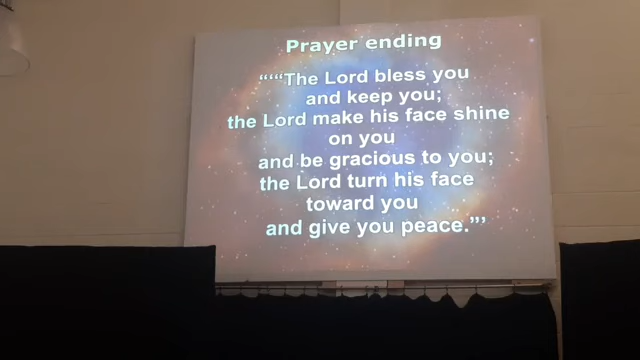 Prayer ending
“‘“The Lord bless you
and keep you;
the Lord make his face shine
on you
and be gracious to you;
the Lord turn his face
toward you
and give you peace.”’